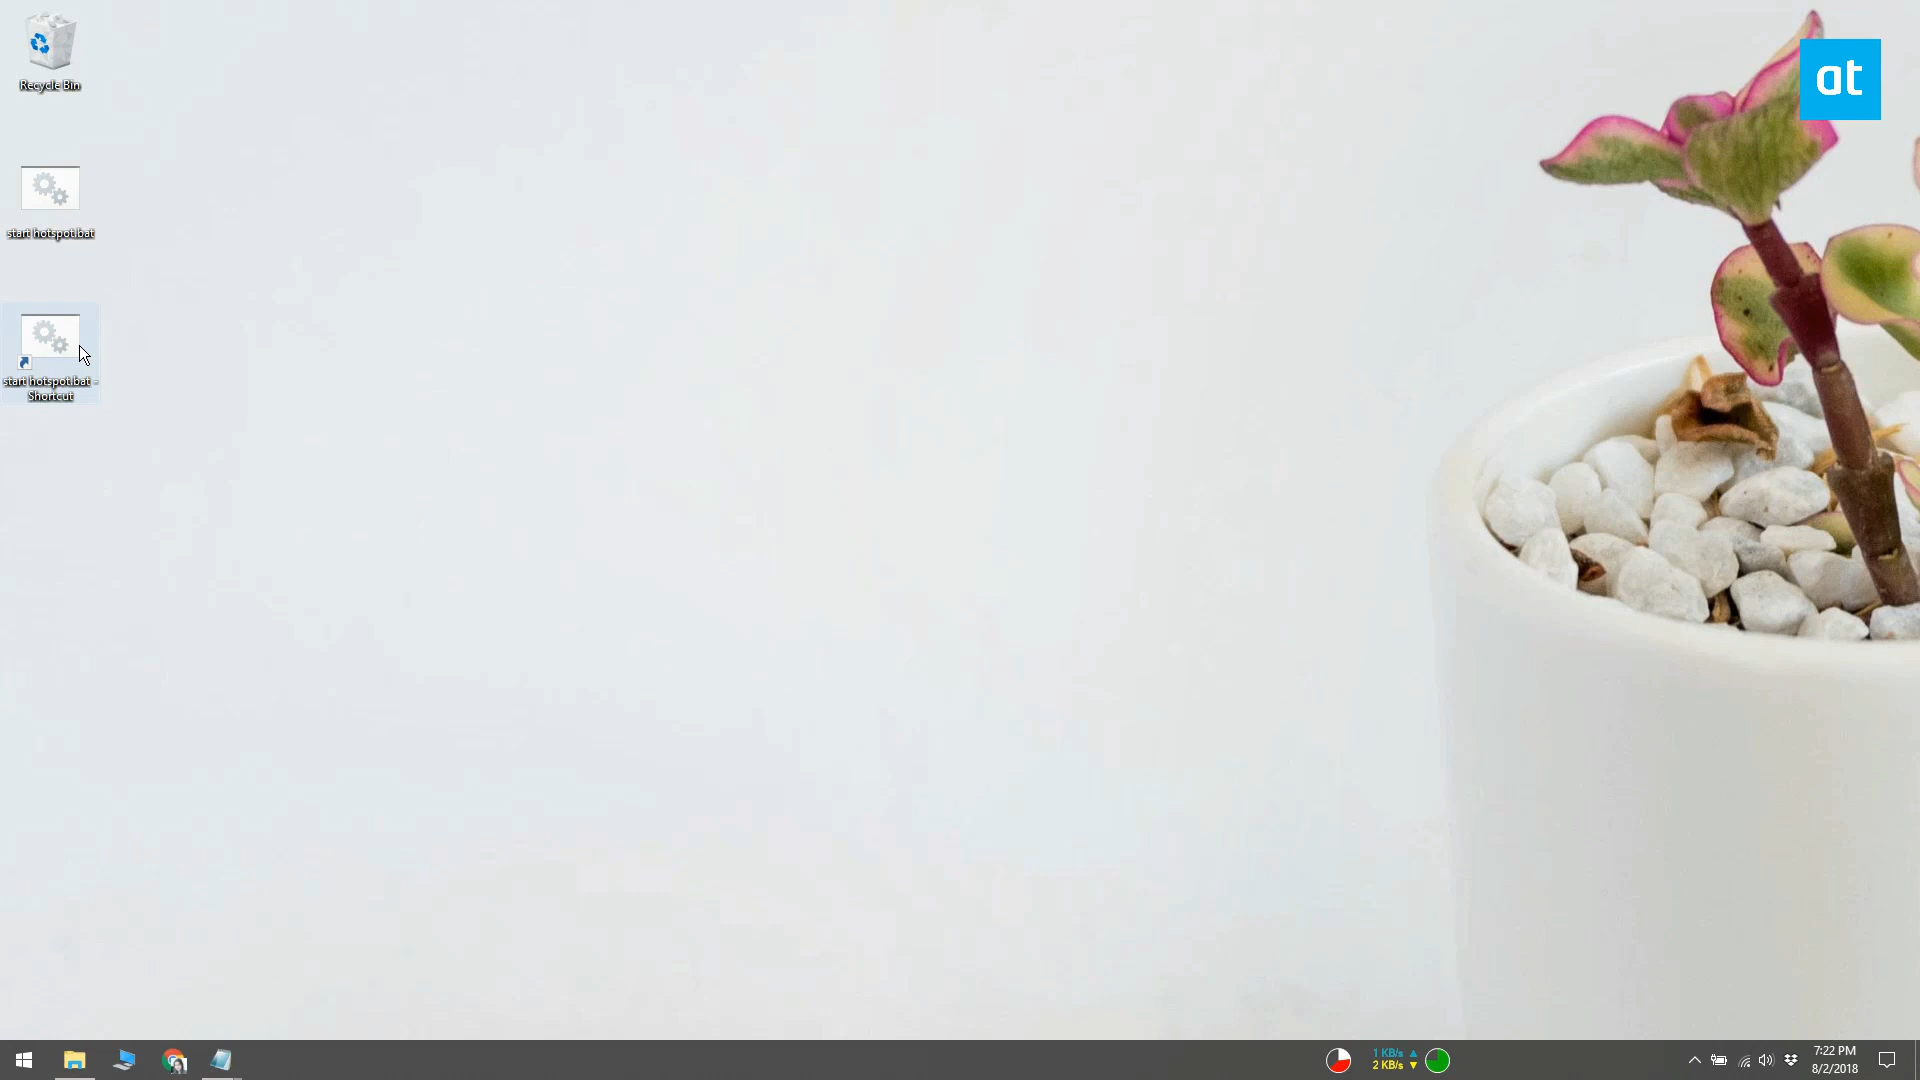 Recycle Bin
at
start hotspot.bat
start hotspot.bat -
Shortcut
1 KB/s
2 KB/s
7:22 PM
8/2/2018